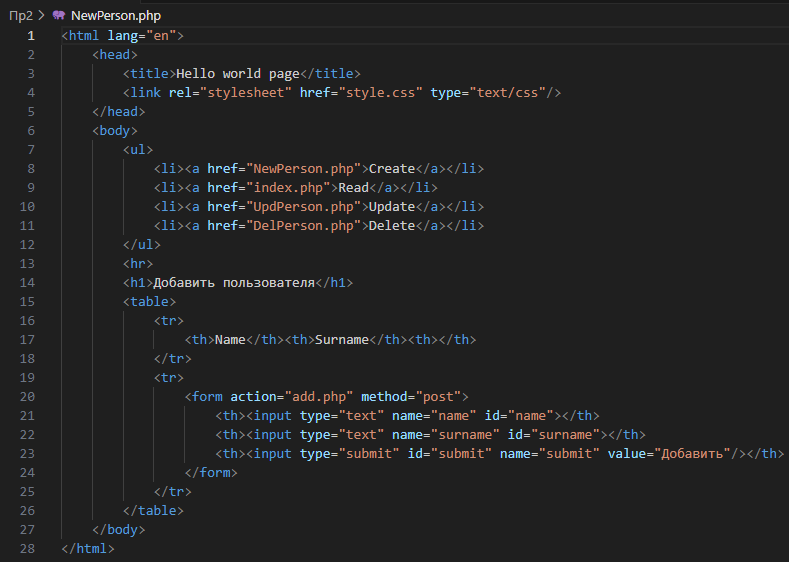 Пр2 > NewPerson.php
1 <html lang="en">
2     <head>
3         <title>Hello world page</title>
4         <link rel="stylesheet" href="style.css" type="text/css"/>
5     </head>
6     <body>
7         <ul>
8             <li><a href="NewPerson.php">Create</a></li>
9             <li><a href="index.php">Read</a></li>
10             <li><a href="UpdPerson.php">Update</a></li>
11             <li><a href="DelPerson.php">Delete</a></li>
12         </ul>
13         <hr>
14         <h1>Добавить пользователя</h1>
15         <table>
16             <tr>
17                 <th>Name</th><th>Surname</th><th></th>
18             </tr>
19             <tr>
20                 <form action="add.php" method="post">
21                     <th><input type="text" name="name" id="name"></th>
22                     <th><input type="text" name="surname" id="surname"></th>
23                     <th><input type="submit" id="submit" name="submit" value="Добавить"/></th>
24                 </form>
25             </tr>
26         </table>
27     </body>
28 </html>